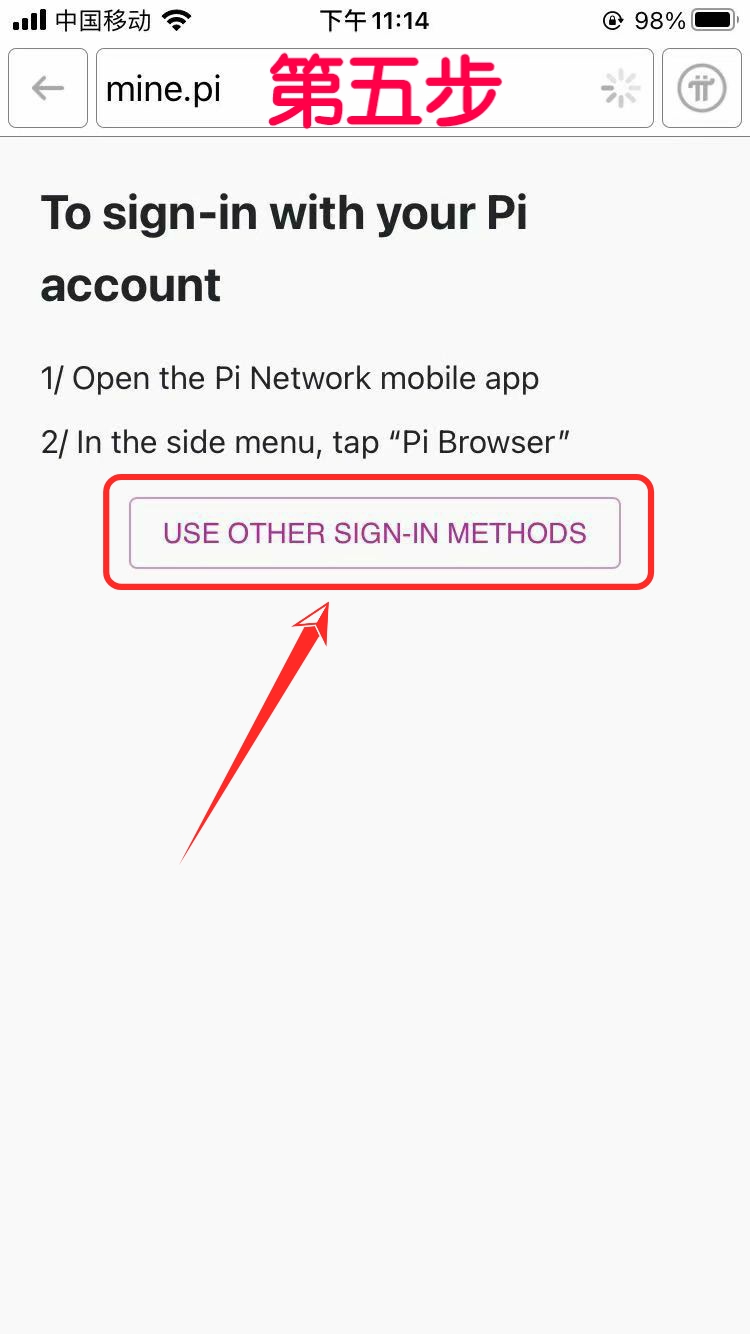 中国移动 下午11:14 98%
mine.pi 第五步
To sign-in with your Pi
account
1/ Open the Pi Network mobile app
2/ In the side menu, tap “Pi Browser”
USE OTHER SIGN-IN METHODS